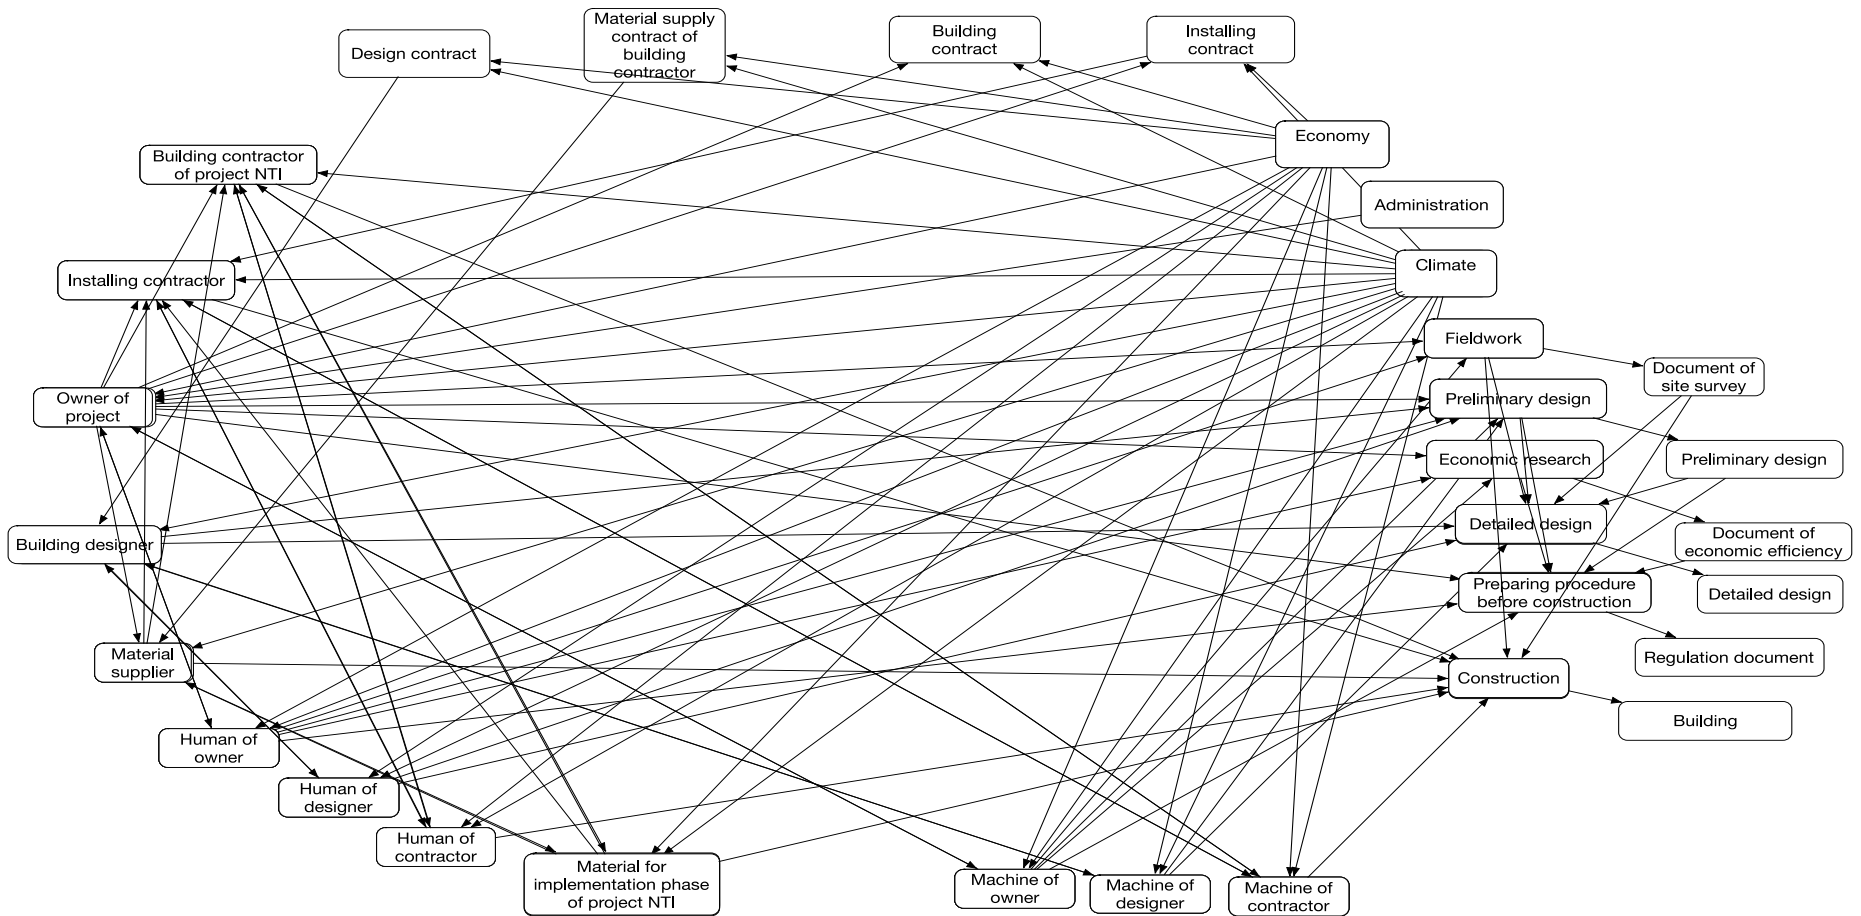 Design contract
Material supply
contract of
building
contractor
Building
contract
Installing
contract
Economy
Building contractor
of project NTI
Administration
Installing contractor
Climate
Fieldwork
Document of
site survey
Owner of
project
Preliminary design
Economic research
Preliminary design
Building designer
Detailed design
Document of
economic efficiency
Preparing procedure
before construction
Detailed design
Material
supplier
Regulation document
Construction
Building
Human of
owner
Human of
designer
Human of
contractor
Material for
implementation phase
of project NTI
Machine of
owner
Machine of
designer
Machine of
contractor